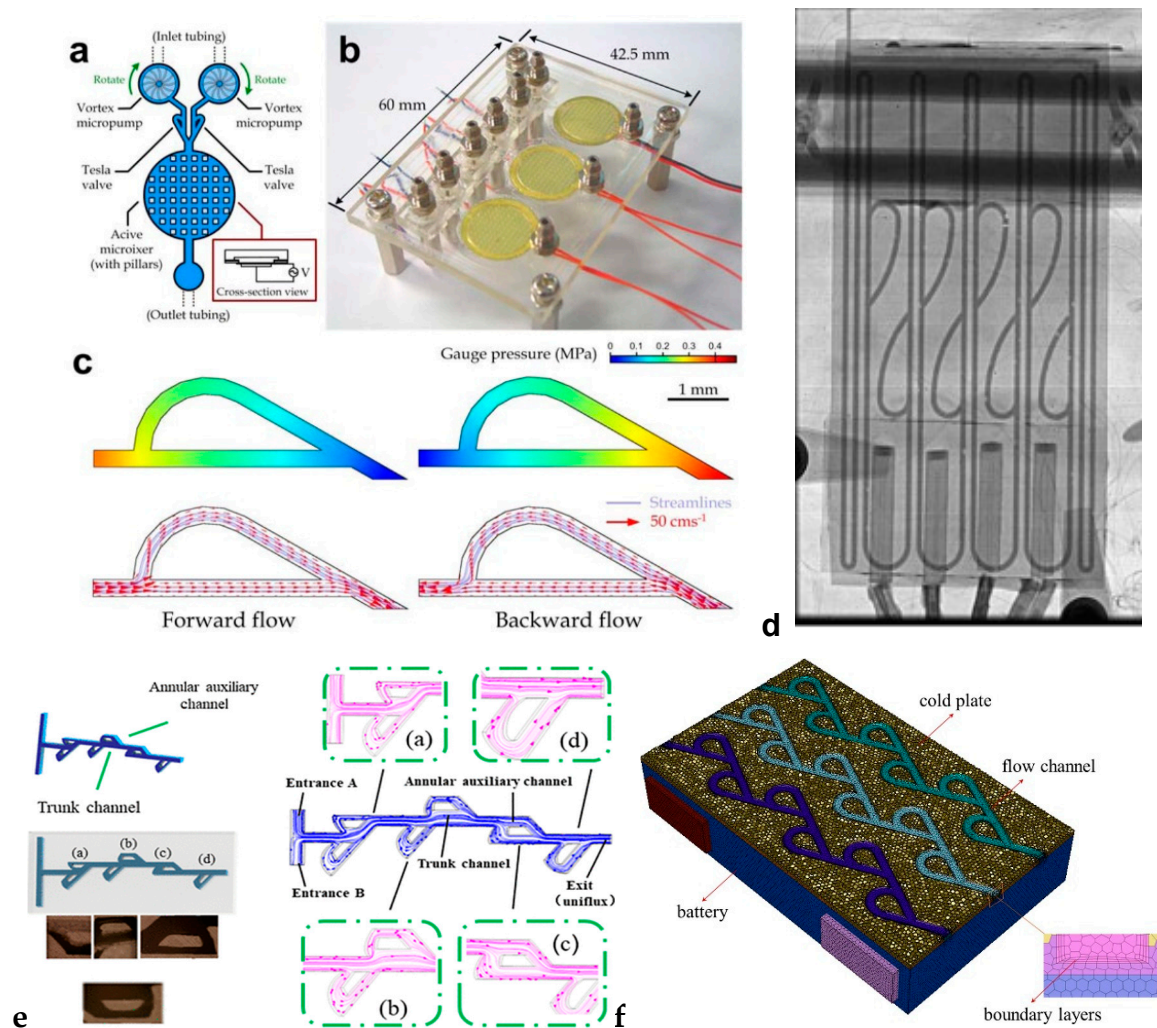 a
(Inlet tubing)
Rotate
Rotate
Vortex
micropump
Vortex
micropump
Tesla
valve
Tesla
valve
Acive
microixer
(with pillars)
V
Cross-section view
(Outlet tubing)
b
42.5 mm
60 mm
c
Gauge pressure (MPa)
0 0.1 0.2 0.3 0.4
1 mm
Streamlines
50 cms-1
Forward flow
Backward flow
d
Annular auxiliary
channel
Trunk channel
(a)
(b)
(c)
(d)
e
(a)
(d)
Entrance A
Annular auxiliary channel
Trunk channel
Entrance B
Exit
(uniflux)
(b)
(c)
f
cold plate
flow channel
battery
boundary layers